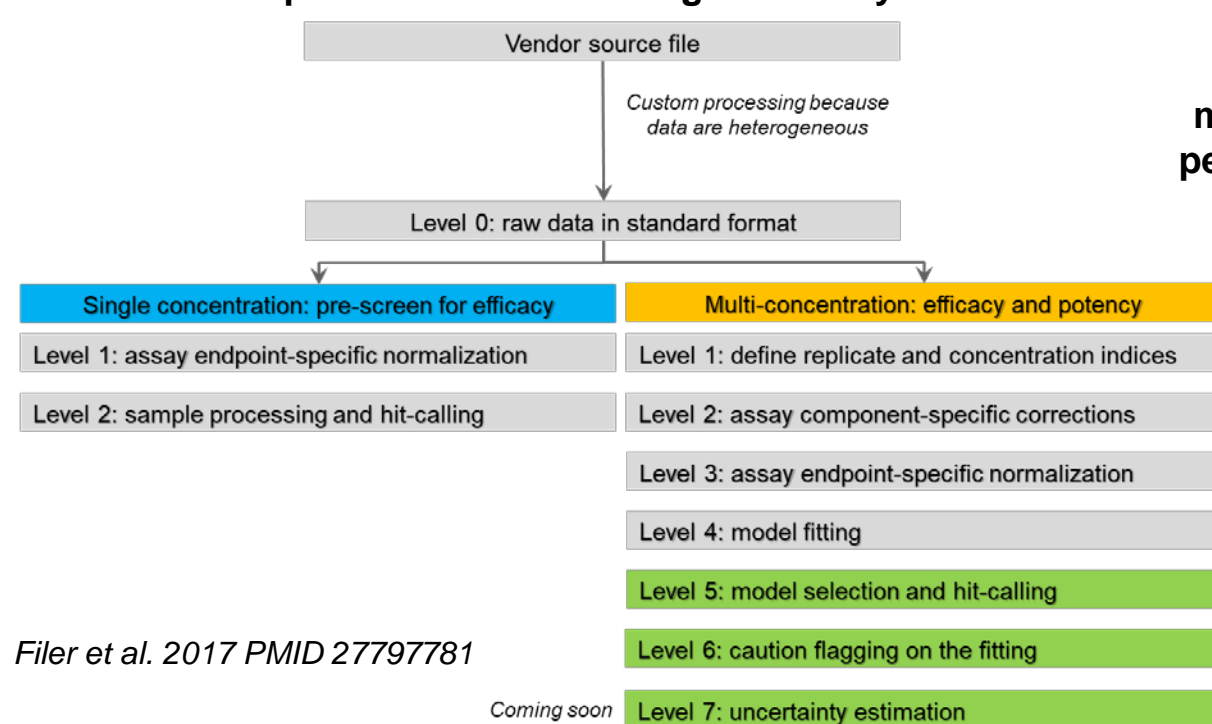 Vendor source file
Custom processing because
data are heterogeneous
Level 0: raw data in standard format
Single concentration: pre-screen for efficacy
Level 1: assay endpoint-specific normalization
Level 2: sample processing and hit-calling
Multi-concentration: efficacy and potency
Level 1: define replicate and concentration indices
Level 2: assay component-specific corrections
Level 3: assay endpoint-specific normalization
Level 4: model fitting
Level 5: model selection and hit-calling
Level 6: caution flagging on the fitting
Level 7: uncertainty estimation
Filer et al. 2017 PMID 27797781
Coming soon